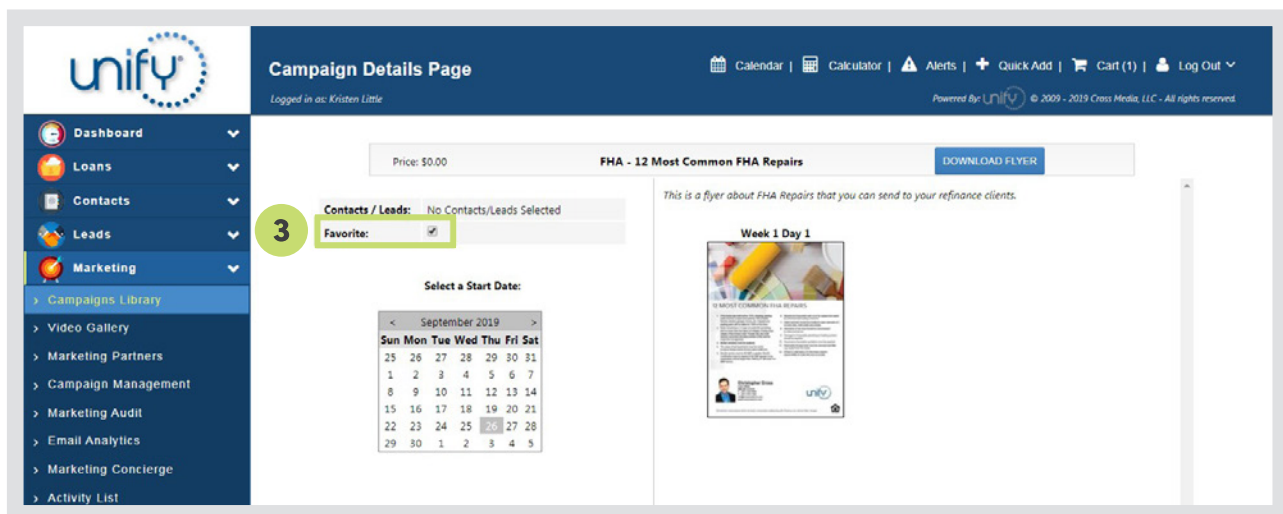 unify
Campaign Details Page
Calendar | Calculator | Alerts | Quick Add | Cart (1) | Log Out
Logged in as: Kristen Little
Powered By: unify © 2009 - 2019 Cross Media, LLC - All rights reserved.
Dashboard
Loans
Contacts
Leads
Marketing
> Campaigns Library
> Video Gallery
> Marketing Partners
> Campaign Management
> Marketing Audit
> Email Analytics
> Marketing Concierge
> Activity List
Price: $0.00
FHA - 12 Most Common FHA Repairs
DOWNLOAD FLYER
Contacts / Leads: No Contacts/Leads Selected
3
Favorite:
Select a Start Date:
< September 2019 >
Sun Mon Tue Wed Thu Fri Sat
25 26 27 28 29 30 31
1 2 3 4 5 6 7
8 9 10 11 12 13 14
15 16 17 18 19 20 21
22 23 24 25 26 27 28
29 30 1 2 3 4 5
This is a flyer about FHA Repairs that you can send to your refinance clients.
Week 1 Day 1
12 MOST COMMON FHA REPAIRS
unify